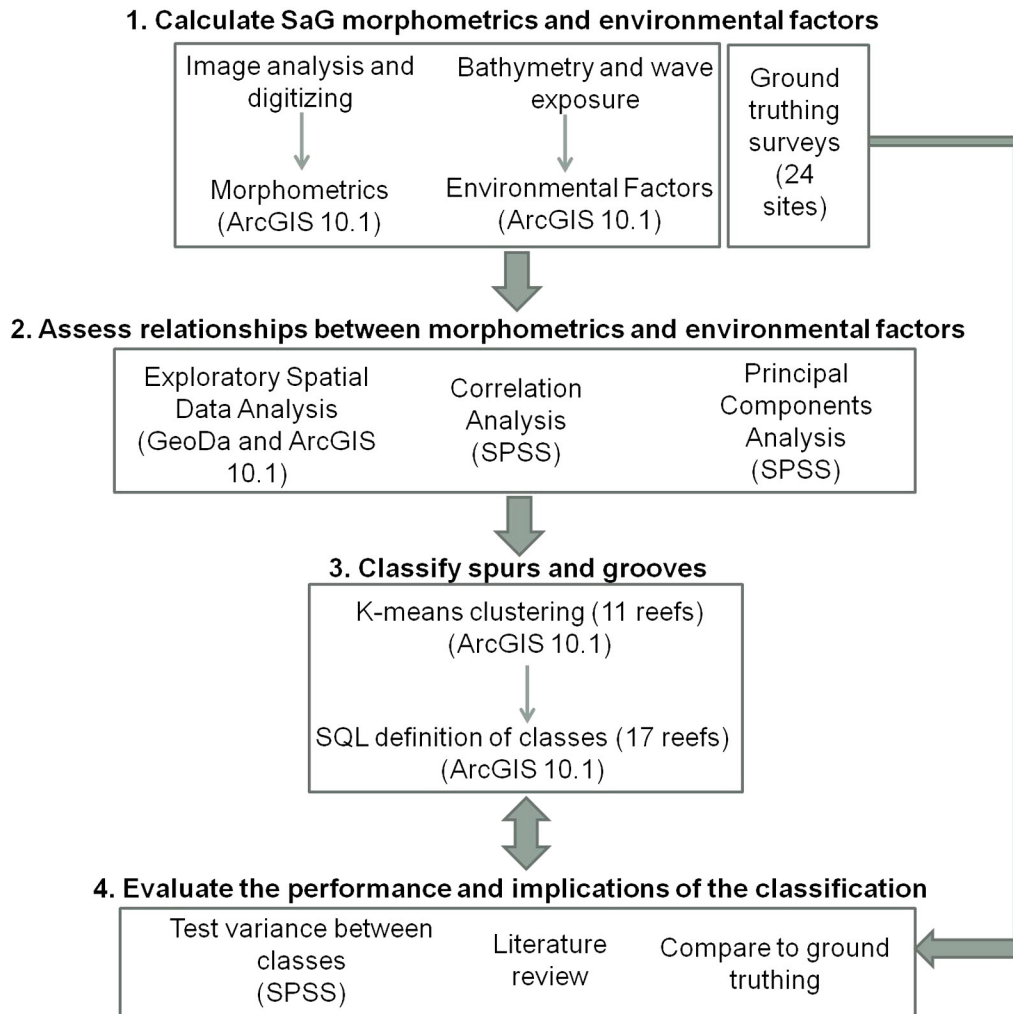 1. Calculate SaG morphometrics and environmental factors
Image analysis and
digitizing
Morphometrics
(ArcGIS 10.1)
Bathymetry and wave
exposure
Environmental Factors
(ArcGIS 10.1)
Ground
truthing
surveys
(24
sites)
2. Assess relationships between morphometrics and environmental factors
Exploratory Spatial
Data Analysis
(GeoDa and ArcGIS
10.1)
Correlation
Analysis
(SPSS)
Principal
Components
Analysis
(SPSS)
3. Classify spurs and grooves
K-means clustering (11 reefs)
(ArcGIS 10.1)
SQL definition of classes (17 reefs)
(ArcGIS 10.1)
4. Evaluate the performance and implications of the classification
Test variance between
classes
(SPSS)
Literature
review
Compare to ground
truthing